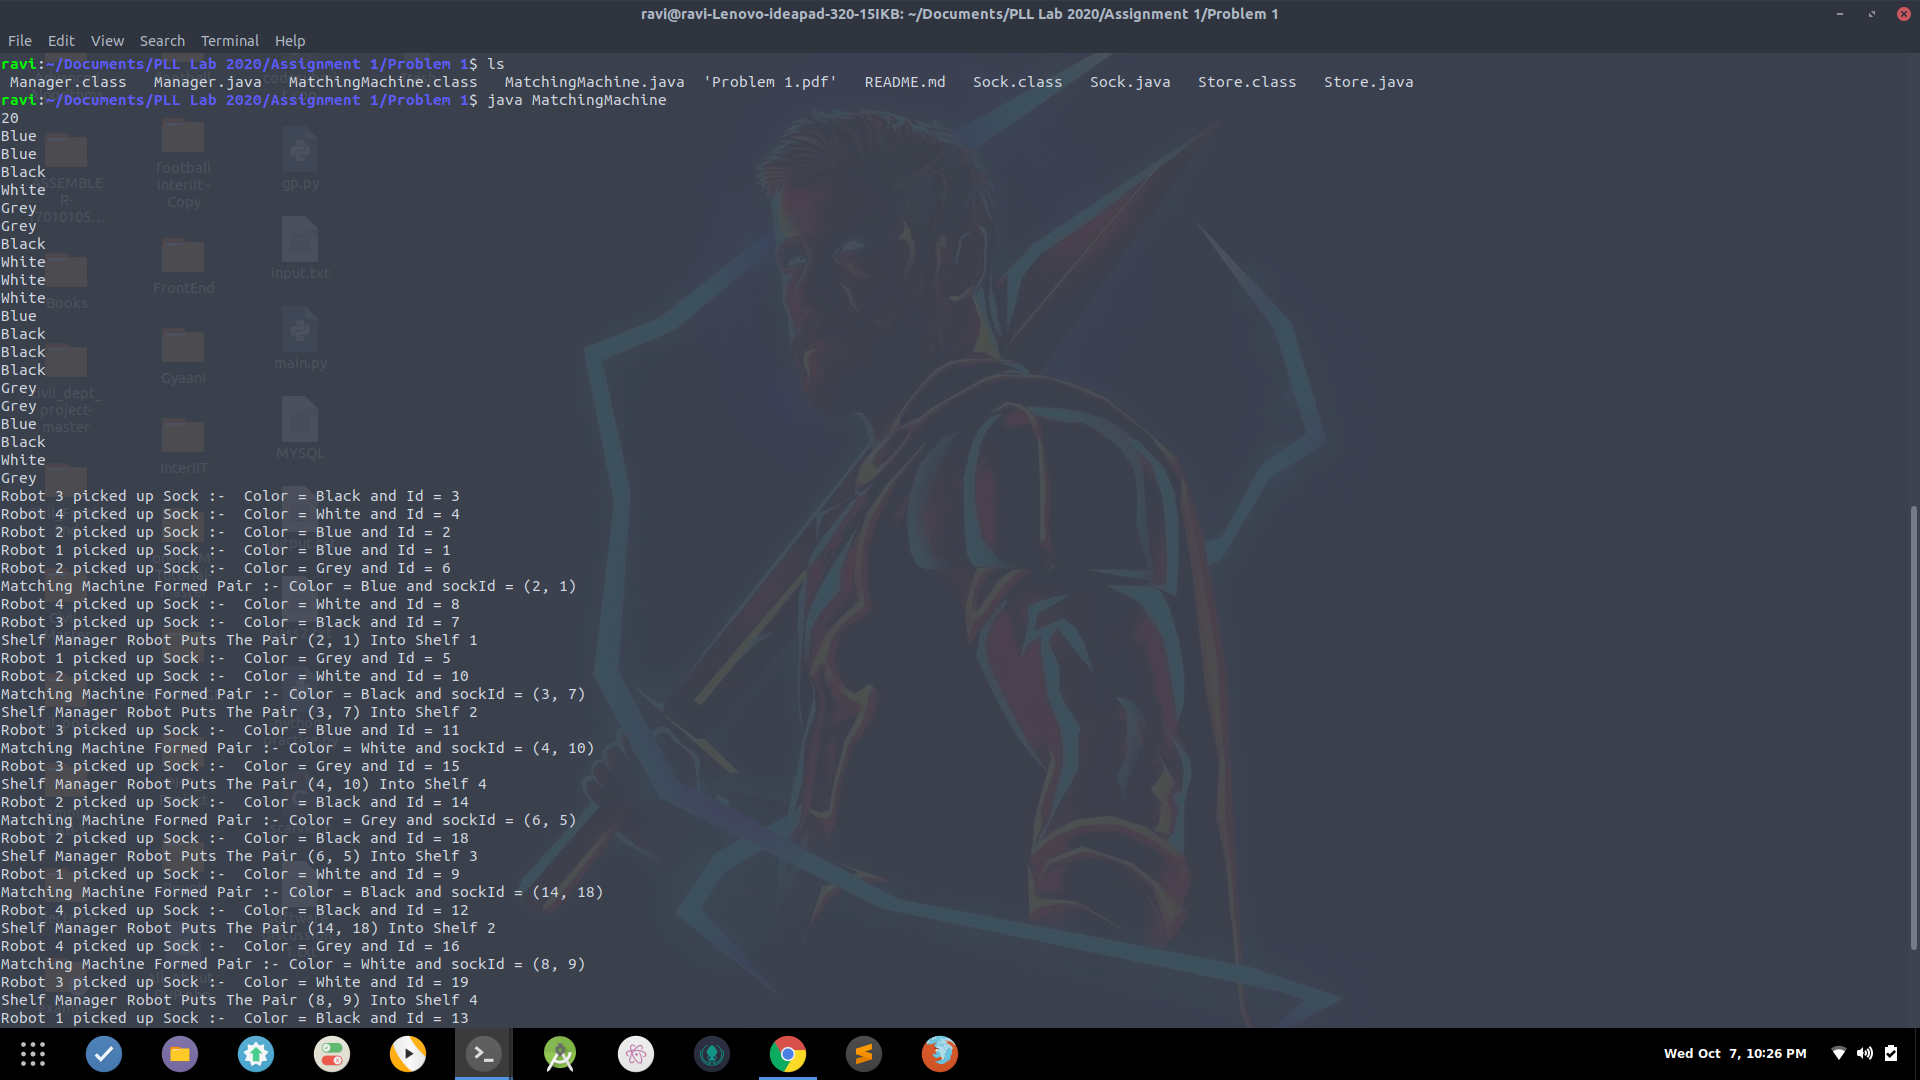 ravi@ravi-Lenovo-ideapad-320-15IKB: ~/Documents/PLL Lab 2020/Assignment 1/Problem 1
File Edit View Search Terminal Help
ravi:~/Documents/PLL Lab 2020/Assignment 1/Problem 1$ ls
Manager.class Manager.java MatchingMachine.class MatchingMachine.java 'Problem 1.pdf' README.md Sock.class Sock.java Store.class Store.java
ravi:~/Documents/PLL Lab 2020/Assignment 1/Problem 1$ java MatchingMachine
20
Blue
Blue
Black
White
Grey
Grey
Black
White
White
White
Blue
Black
Black
Black
Grey
Grey
Blue
Black
White
Grey
Robot 3 picked up Sock :- Color = Black and Id = 3
Robot 4 picked up Sock :- Color = White and Id = 4
Robot 2 picked up Sock :- Color = Blue and Id = 2
Robot 1 picked up Sock :- Color = Blue and Id = 1
Robot 2 picked up Sock :- Color = Grey and Id = 6
Matching Machine Formed Pair :- Color = Blue and sockId = (2, 1)
Robot 4 picked up Sock :- Color = White and Id = 8
Robot 3 picked up Sock :- Color = Black and Id = 7
Shelf Manager Robot Puts The Pair (2, 1) Into Shelf 1
Robot 1 picked up Sock :- Color = Grey and Id = 5
Robot 2 picked up Sock :- Color = White and Id = 10
Matching Machine Formed Pair :- Color = Black and sockId = (3, 7)
Shelf Manager Robot Puts The Pair (3, 7) Into Shelf 2
Robot 3 picked up Sock :- Color = Blue and Id = 11
Matching Machine Formed Pair :- Color = White and sockId = (4, 10)
Robot 3 picked up Sock :- Color = Grey and Id = 15
Shelf Manager Robot Puts The Pair (4, 10) Into Shelf 4
Robot 2 picked up Sock :- Color = Black and Id = 14
Matching Machine Formed Pair :- Color = Grey and sockId = (6, 5)
Robot 2 picked up Sock :- Color = Black and Id = 18
Shelf Manager Robot Puts The Pair (6, 5) Into Shelf 3
Robot 1 picked up Sock :- Color = White and Id = 9
Matching Machine Formed Pair :- Color = Black and sockId = (14, 18)
Robot 4 picked up Sock :- Color = Black and Id = 12
Shelf Manager Robot Puts The Pair (14, 18) Into Shelf 2
Robot 4 picked up Sock :- Color = Grey and Id = 16
Matching Machine Formed Pair :- Color = White and sockId = (8, 9)
Robot 3 picked up Sock :- Color = White and Id = 19
Shelf Manager Robot Puts The Pair (8, 9) Into Shelf 4
Robot 1 picked up Sock :- Color = Black and Id = 13
football
interiit -
Copy
gp.py
input.txt
Books
FrontEnd
main.py
Gyaani
MYSQL
InterIIT
Wed Oct 7, 10:26 PM